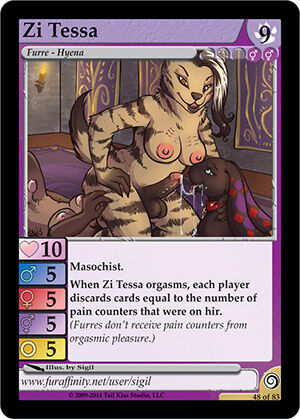 Zi Tessa
9
Furre - Hyena
10
5
5
5
5
Masochist.
When Zi Tessa orgasms, each player
discards cards equal to the number of
pain counters that were on hir.
(Furres don't receive pain counters from
orgasmic pleasure.)
Illus. by Sigil
www.furaffinity.net/user/sigil
48 of 83
© 2009-2014 Tail Kiss Studio, LLC